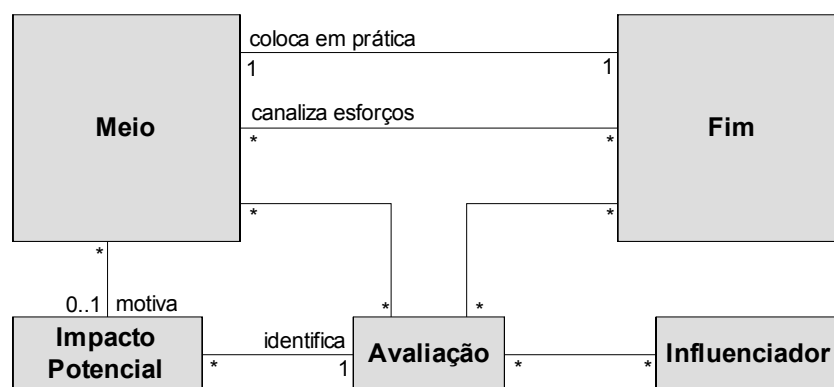 coloca em prática
1 1
Meio
canaliza esforços
Fim
* *
* *
*
0..1 motiva
* *
Impacto
Potencial
identifica
* 1
Avaliação
* *
Influenciador